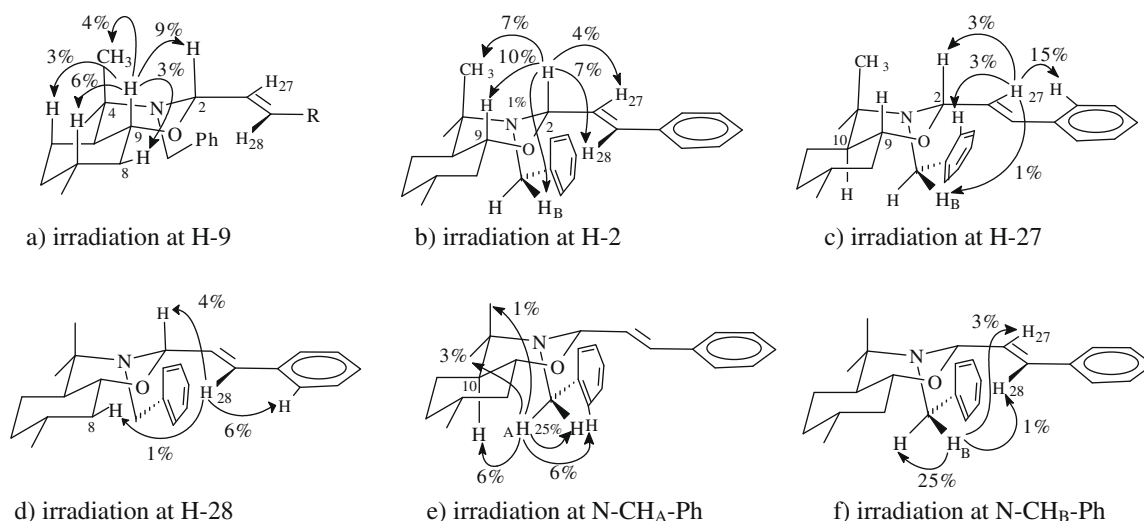 4%
9%
H
CH3
3%
H
6%
3%
H27
H
H
4
N
2
R
9
O
H
H28
8
Ph
a) irradiation at H-9
7%
4%
CH3
10%
H
7%
H
1%
H27
N
2
9
O
H28
H
HB
b) irradiation at H-2
3%
15%
CH3
H
3%
H
H
2
H
27
N
H
10
O
9
H
H
HB
1%
c) irradiation at H-27
4%
H
N
O
H
28
H
8
H
6%
1%
d) irradiation at H-28
1%
N
3%
O
10
H
A
H
25%
H
H
6%
6%
e) irradiation at N-CHA-Ph
3%
H27
N
O
H28
H
HB
1%
25%
f) irradiation at N-CHB-Ph